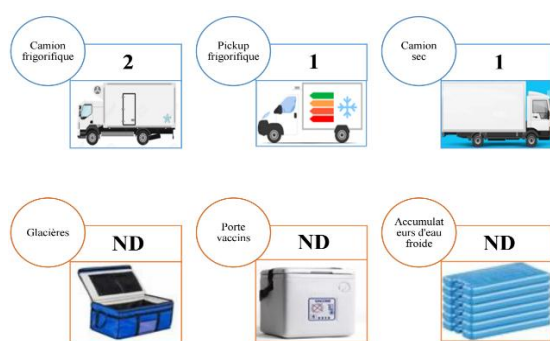 Camion
frigorifique
2
Pickup
frigorifique
1
Camion
sec
1
Glacières
ND
Porte
vaccins
ND
Accumulat
eurs d'eau
froide
ND